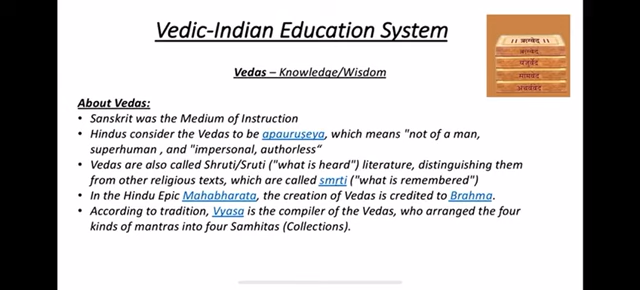 Vedic-Indian Education System
Vedas – Knowledge/Wisdom
About Vedas:
• Sanskrit was the Medium of Instruction
• Hindus consider the Vedas to be apauruseya, which means "not of a man,
superhuman , and "impersonal, authorless“
• Vedas are also called Shruti/Sruti ("what is heard") literature, distinguishing them
from other religious texts, which are called smrti ("what is remembered")
• In the Hindu Epic Mahabharata, the creation of Vedas is credited to Brahma.
• According to tradition, Vyasa is the compiler of the Vedas, who arranged the four
kinds of mantras into four Samhitas (Collections).